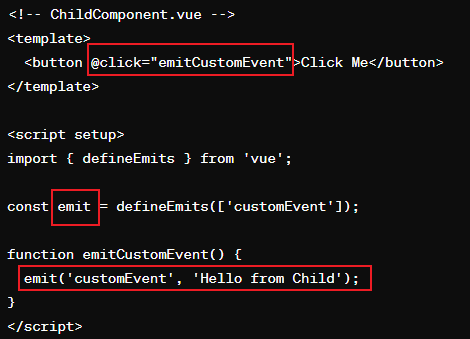 <!-- ChildComponent.vue -->
<template>
  <button @click="emitCustomEvent">Click Me</button>
</template>

<script setup>
import { defineEmits } from 'vue';

const emit = defineEmits(['customEvent']);

function emitCustomEvent() {
  emit('customEvent', 'Hello from Child');
}
</script>